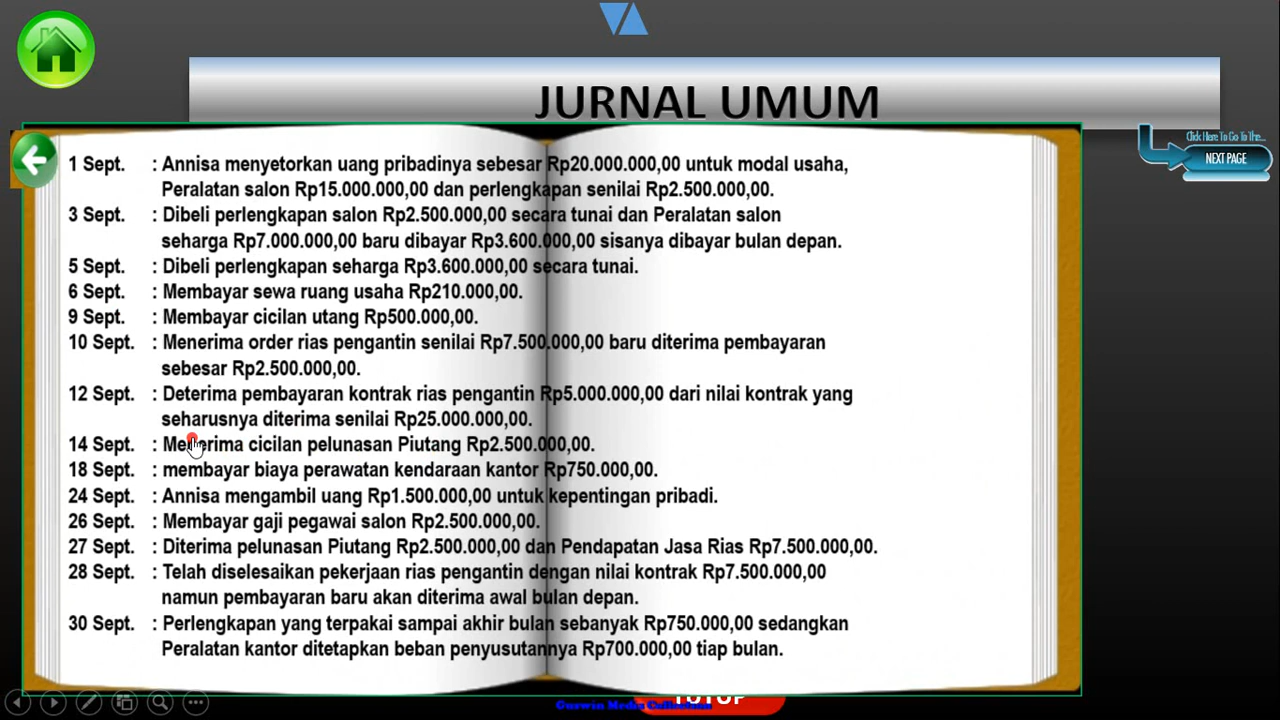 JURNAL UMUM
Click Here To Go To The...
NEXT PAGE
1 Sept. : Annisa menyetorkan uang pribadinya sebesar Rp20.000.000,00 untuk modal usaha,
Peralatan salon Rp15.000.000,00 dan perlengkapan senilai Rp2.500.000,00.
3 Sept. : Dibeli perlengkapan salon Rp2.500.000,00 secara tunai dan Peralatan salon
seharga Rp7.000.000,00 baru dibayar Rp3.600.000,00 sisanya dibayar bulan depan.
5 Sept. : Dibeli perlengkapan seharga Rp3.600.000,00 secara tunai.
6 Sept. : Membayar sewa ruang usaha Rp210.000,00.
9 Sept. : Membayar cicilan utang Rp500.000,00.
10 Sept. : Menerima order rias pengantin senilai Rp7.500.000,00 baru diterima pembayaran
sebesar Rp2.500.000,00.
12 Sept. : Deterima pembayaran kontrak rias pengantin Rp5.000.000,00 dari nilai kontrak yang
seharusnya diterima senilai Rp25.000.000,00.
14 Sept. : Menerima cicilan pelunasan Piutang Rp2.500.000,00.
18 Sept. : membayar biaya perawatan kendaraan kantor Rp750.000,00.
24 Sept. : Annisa mengambil uang Rp1.500.000,00 untuk kepentingan pribadi.
26 Sept. : Membayar gaji pegawai salon Rp2.500.000,00.
27 Sept. : Diterima pelunasan Piutang Rp2.500.000,00 dan Pendapatan Jasa Rias Rp7.500.000,00.
28 Sept. : Telah diselesaikan pekerjaan rias pengantin dengan nilai kontrak Rp7.500.000,00
namun pembayaran baru akan diterima awal bulan depan.
30 Sept. : Perlengkapan yang terpakai sampai akhir bulan sebanyak Rp750.000,00 sedangkan
Peralatan kantor ditetapkan beban penyusutannya Rp700.000,00 tiap bulan.